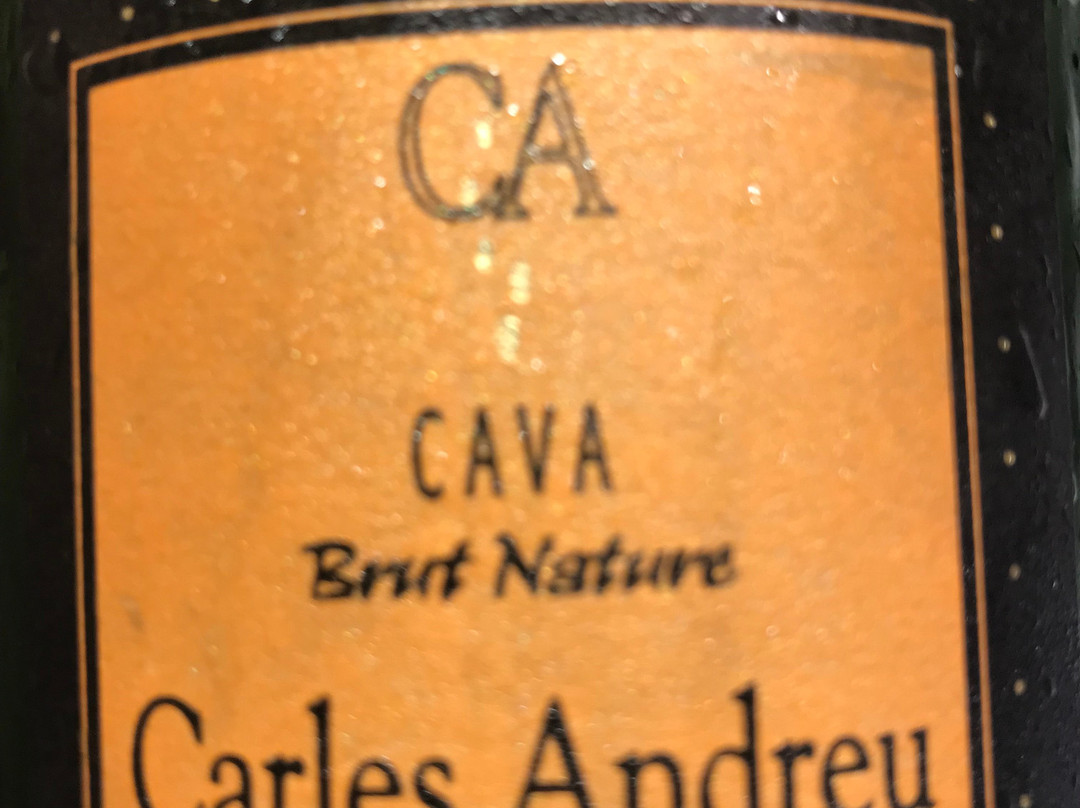 CA
CAVA
Brut Nature
Carles Andreu